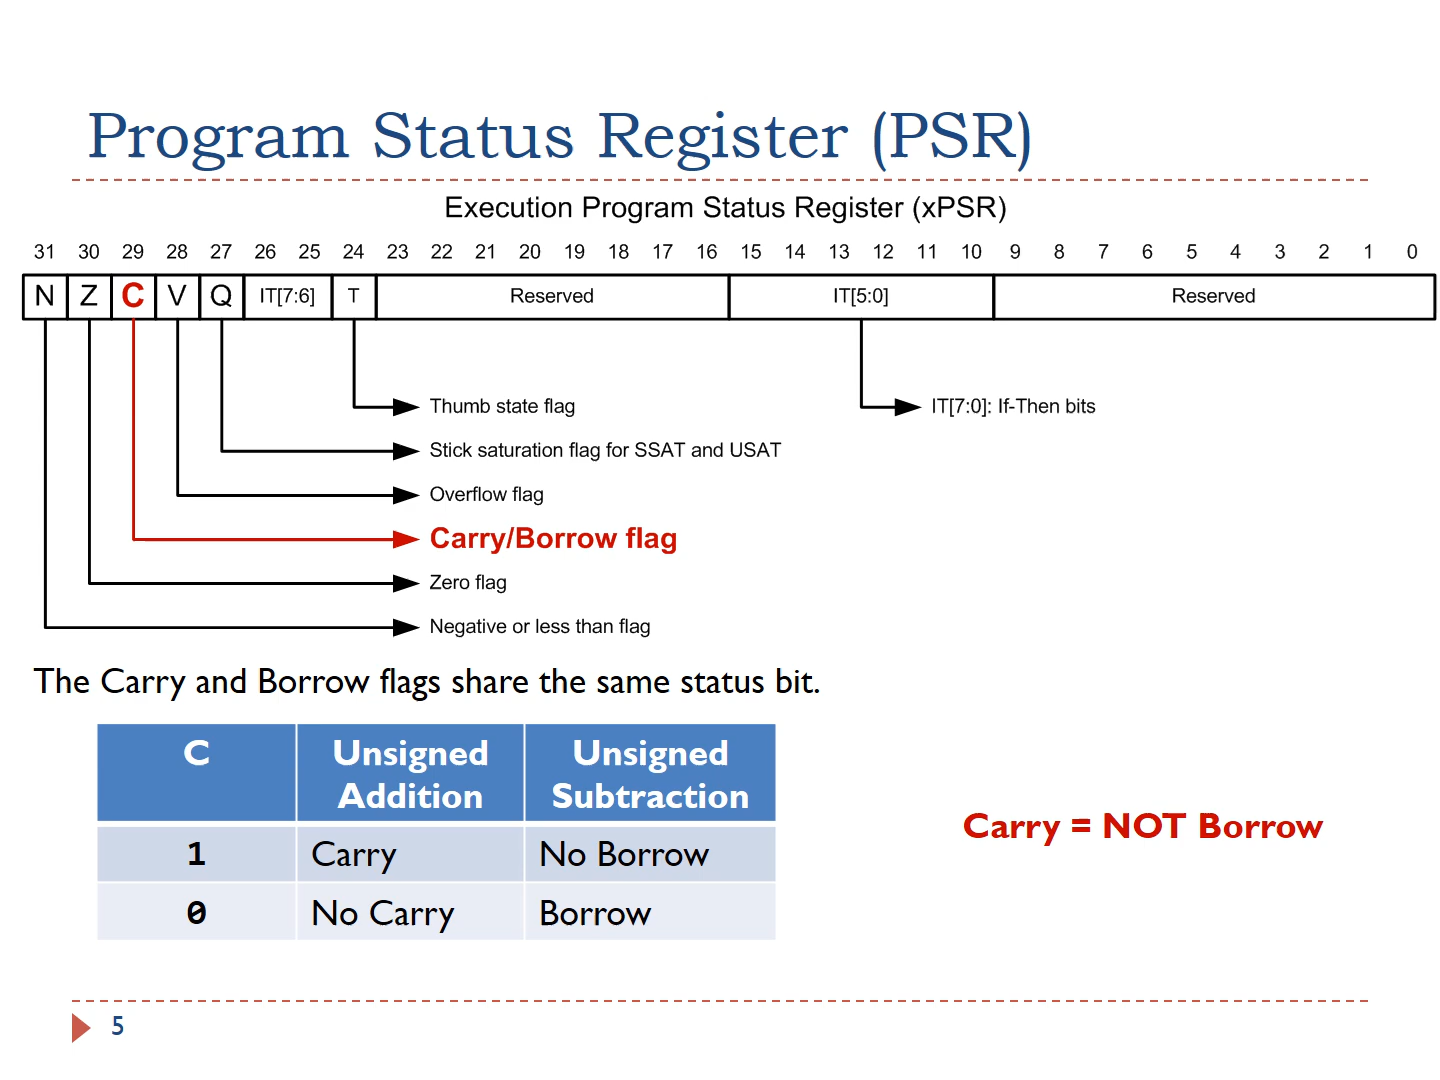 Program Status Register (PSR)
Execution Program Status Register (xPSR)
31 30 29 28 27 26 25 24 23 22 21 20 19 18 17 16 15 14 13 12 11 10 9 8 7 6 5 4 3 2 1 0
N Z C V Q IT[7:6] T Reserved IT[5:0] Reserved
Thumb state flag
IT[7:0]: If-Then bits
Stick saturation flag for SSAT and USAT
Overflow flag
Carry/Borrow flag
Zero flag
Negative or less than flag
The Carry and Borrow flags share the same status bit.
C Unsigned Addition Unsigned Subtraction
1 Carry No Borrow
0 No Carry Borrow
Carry = NOT Borrow
5